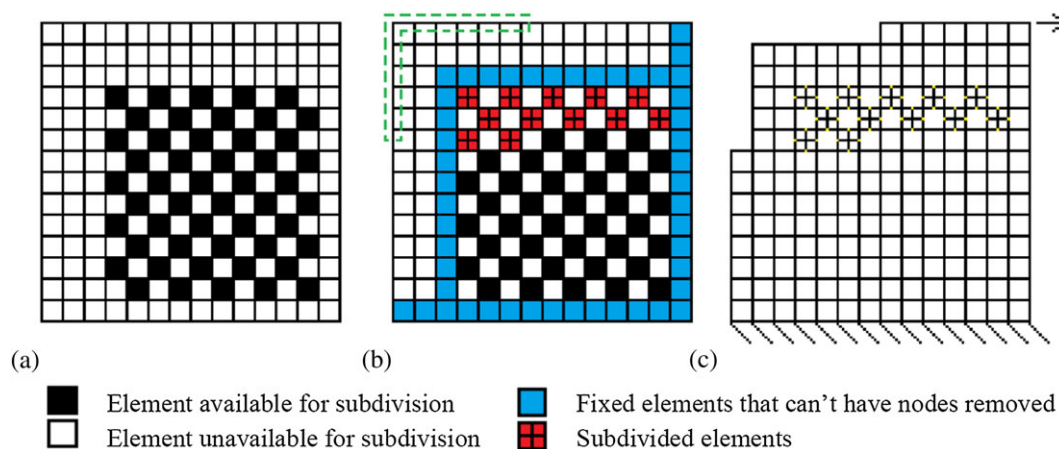 (a)
(b)
(c)
Element available for subdivision
Fixed elements that can’t have nodes removed
Element unavailable for subdivision
Subdivided elements